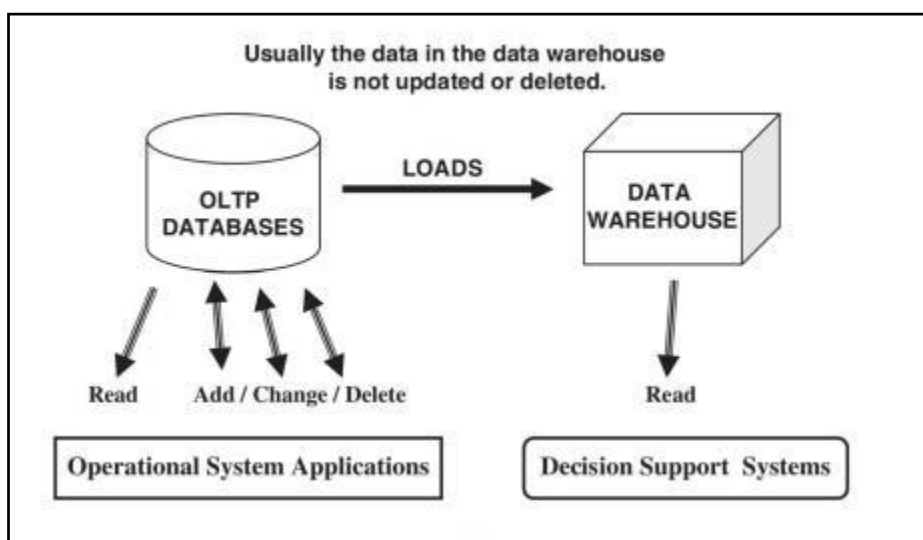 Usually the data in the data warehouse
is not updated or deleted.
LOADS
OLTP
DATABASES
DATA
WAREHOUSE
Read
Add / Change / Delete
Read
Operational System Applications
Decision Support Systems